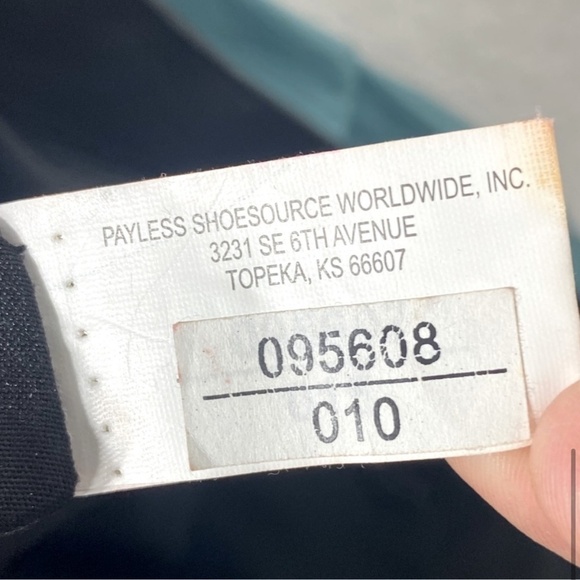 PAYLESS SHOESOURCE WORLDWIDE, INC.
3231 SE 6TH AVENUE
TOPEKA, KS 66607
095608
010